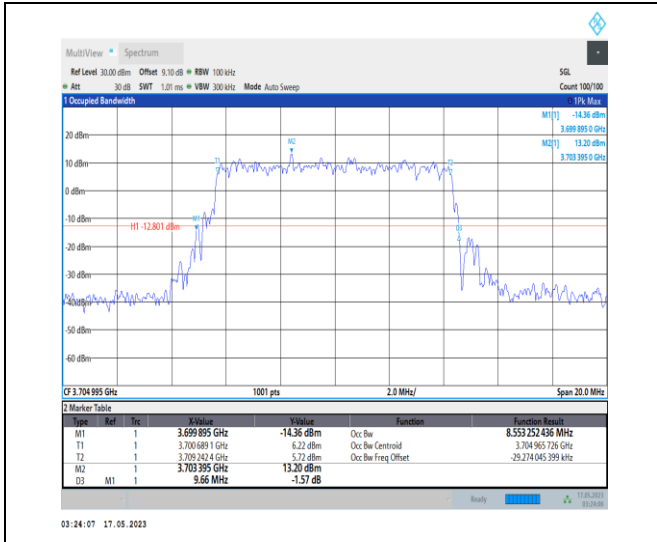 MultiView Spectrum
Ref Level 30.00 dBm Offset 9.10 dB RBW 100 kHz SGL
Att 30 dB SWT 1.01 ms VBW 300 kHz Mode Auto Sweep Count 100/100
1 Occupied Bandwidth 1Pk Max
M1[1] -14.36 dBm
3.699 895 0 GHz
M2[1] 13.20 dBm
3.703 395 0 GHz
20 dBm
M2
T1
T2
10 dBm
0 dBm
-10 dBm
M1
H1 -12.801 dBm
D3
-20 dBm
-30 dBm
-40 dBm
-50 dBm
-60 dBm
CF 3.704 995 GHz 1001 pts 2.0 MHz/ Span 20.0 MHz
2 Marker Table
Type Ref Trc X-Value Y-Value Function Function Result
M1 1 3.699 895 GHz -14.36 dBm Occ Bw 8.553 252 436 MHz
T1 1 3.700 689 1 GHz 6.22 dBm Occ Bw Centroid 3.704 965 726 GHz
T2 1 3.709 242 4 GHz 5.72 dBm Occ Bw Freq Offset -29.274 045 399 kHz
M2 1 3.703 395 GHz 13.20 dBm
D3 M1 1 9.66 MHz -1.57 dB
Ready 17.05.2023
03:24:06
03:24:07 17.05.2023